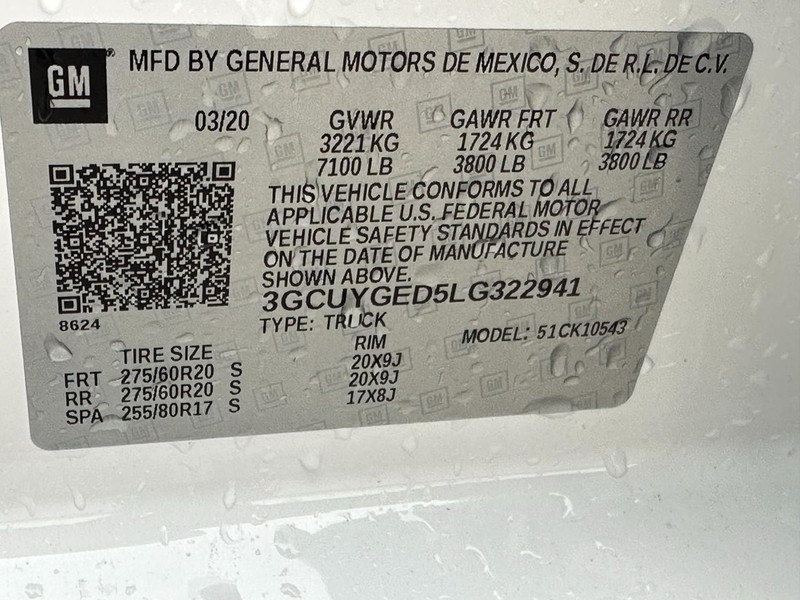 GM
MFD BY GENERAL MOTORS DE MEXICO, S. DE R.L. DE C.V.
03/20 GVWR GAWR FRT GAWR RR
3221 KG 1724 KG 1724 KG
7100 LB 3800 LB 3800 LB
THIS VEHICLE CONFORMS TO ALL
APPLICABLE U.S. FEDERAL MOTOR
VEHICLE SAFETY STANDARDS IN EFFECT
ON THE DATE OF MANUFACTURE
SHOWN ABOVE.
3GCUYGED5LG322941
8624
TYPE: TRUCK MODEL: 51CK10543
TIRE SIZE RIM
FRT 275/60R20 S 20X9J
RR 275/60R20 S 20X9J
SPA 255/80R17 S 17X8J